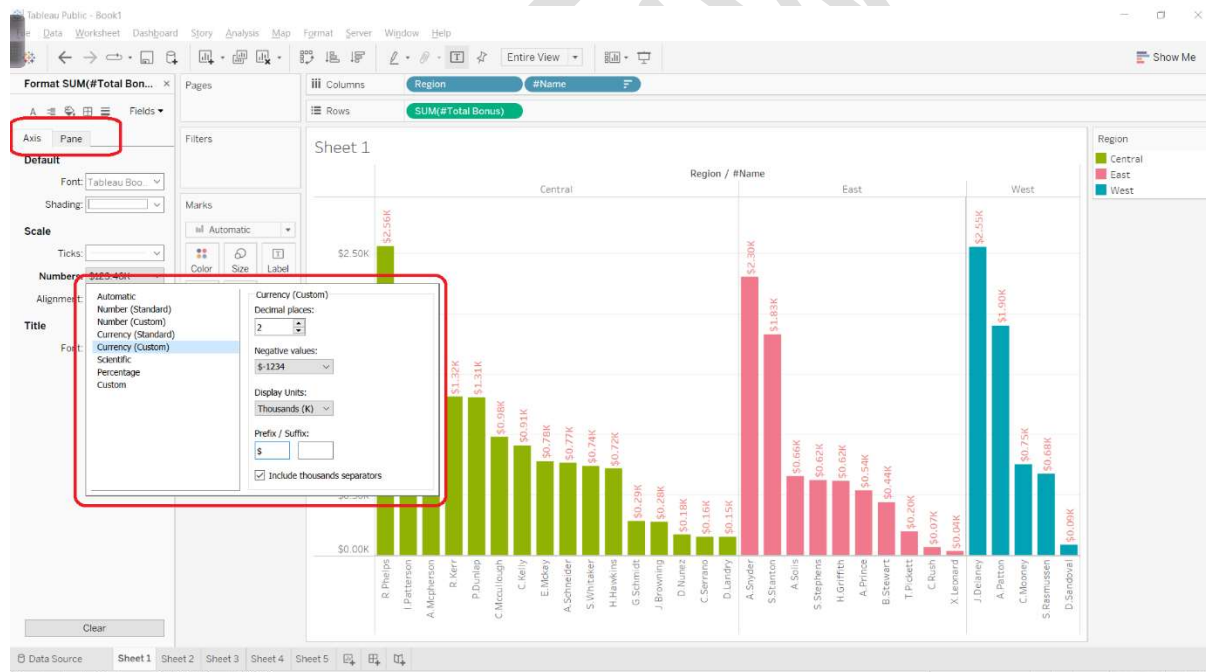 Tableau Public - Book1
Data Worksheet Dashboard Story Analysis Map Format Server Window Help
Entire View
Show Me
Format SUM(#Total Bon... ×
Fields
Axis Pane
Default
Font: Tableau Boo..
Shading:
Scale
Ticks:
Numbers: $123.46K
Alignment:
Title
Font:
Clear
Pages
Filters
Marks
Automatic
Color Size Label
Columns Region #Name
Rows SUM(#Total Bonus)
Automatic
Number (Standard)
Number (Custom)
Currency (Standard)
Currency (Custom)
Scientific
Percentage
Custom
Currency (Custom)
Decimal places:
2
Negative values:
$-1234
Display Units:
Thousands (K)
Prefix / Suffix:
$
Include thousands separators
Sheet 1
Region / #Name
Central East West
$2.50K
$0.00K
$2.56K
$1.32K
$1.31K
$0.98K
$0.91K
$0.78K
$0.77K
$0.74K
$0.72K
$0.29K
$0.28K
$0.18K
$0.16K
$0.15K
$2.30K
$1.83K
$0.66K
$0.62K
$0.62K
$0.54K
$0.44K
$0.20K
$0.07K
$0.04K
$2.55K
$1.90K
$0.75K
$0.68K
$0.09K
R.Phelps
I.Patterson
A.Mcpherson
R.Kerr
P.Dunlap
C.Mccullough
C.Kelly
E.Mckay
A.Schneider
S.Whitaker
H.Hawkins
G.Schmidt
J.Browning
D.Nunez
C.Serrano
D.Landry
A.Snyder
S.Stanton
A.Solis
S.Stephens
H.Griffith
A.Prince
B.Stewart
T.Pickett
C.Rush
X.Leonard
J.Delaney
A.Patton
C.Mooney
S.Rasmussen
D.Sandoval
Region
Central
East
West
Data Source Sheet 1 Sheet 2 Sheet 3 Sheet 4 Sheet 5